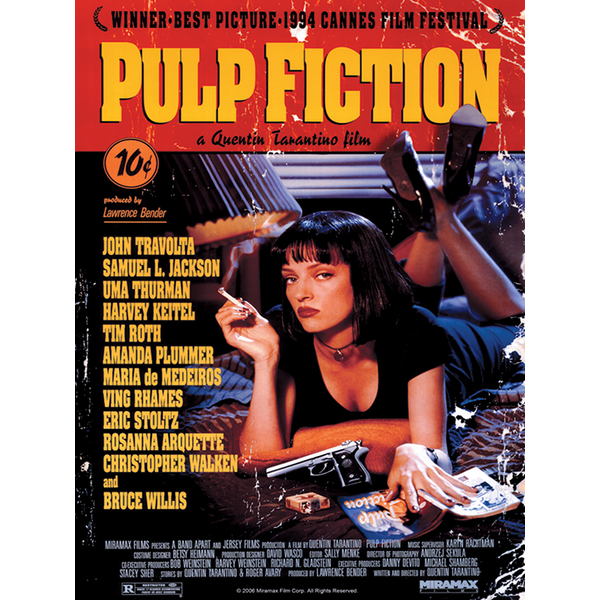 WINNER•BEST PICTURE•1994 CANNES FILM FESTIVAL
PULP FICTION
a Quentin Tarantino film
10¢
produced by
Lawrence Bender
JOHN TRAVOLTA
SAMUEL L. JACKSON
UMA THURMAN
HARVEY KEITEL
TIM ROTH
AMANDA PLUMMER
MARIA de MEDEIROS
VING RHAMES
ERIC STOLTZ
ROSANNA ARQUETTE
CHRISTOPHER WALKEN
and
BRUCE WILLIS
Pulp
Fiction
MIRAMAX FILMS PRESENTS A BAND APART AND JERSEY FILMS PRODUCTION A FILM BY QUENTIN TARANTINO PULP FICTION MUSIC SUPERVISOR KARYN RACHTMAN
COSTUME DESIGNER BETSY HEIMANN PRODUCTION DESIGNER DAVID WASCO EDITOR SALLY MENKE DIRECTOR OF PHOTOGRAPHY ANDRZEJ SEKULA
CO-EXECUTIVE PRODUCERS BOB WEINSTEIN HARVEY WEINSTEIN RICHARD N. GLADSTEIN EXECUTIVE PRODUCERS DANNY DEVITO MICHAEL SHAMBERG
STACEY SHER STORIES BY QUENTIN TARANTINO & ROGER AVARY PRODUCED BY LAWRENCE BENDER WRITTEN AND DIRECTED BY QUENTIN TARANTINO
R RESTRICTED
MIRAMAX
© 2006 Miramax Film Corp. All Rights Reserved.